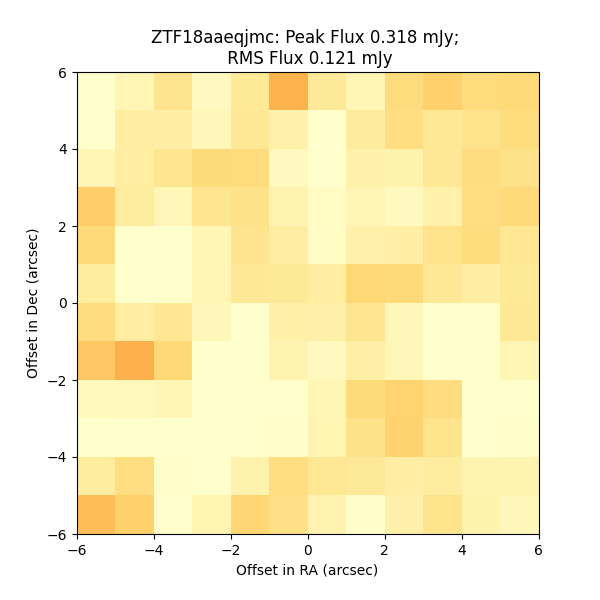 ZTF18aaeqjmc: Peak Flux 0.318 mJy;
RMS Flux 0.121 mJy
6
4
2
0
−2
−4
−6
Offset in Dec (arcsec)
−6 −4 −2 0 2 4 6
Offset in RA (arcsec)